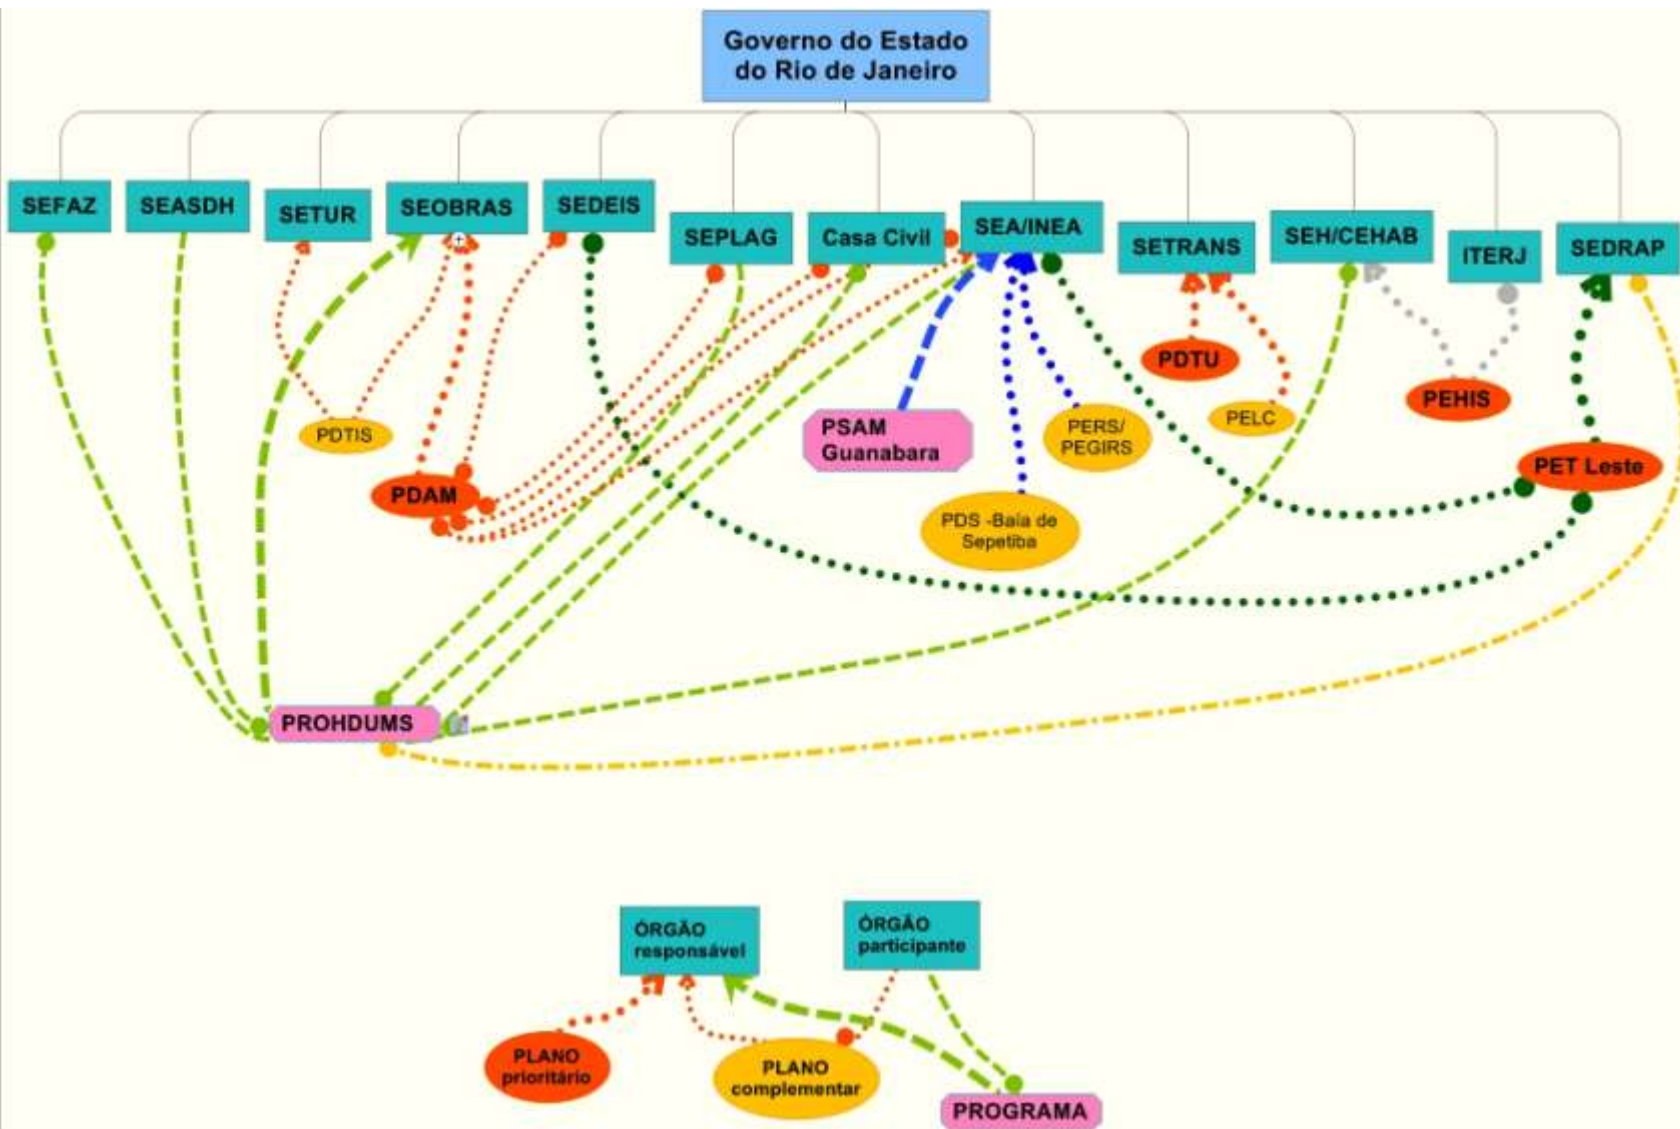 Governo do Estado
do Rio de Janeiro
SEFAZ
SEASDH
SETUR
SEOBRAS
SEDEIS
SEPLAG
Casa Civil
SEA/INEA
SETRANS
SEH/CEHAB
ITERJ
SEDRAP
PDTU
PELC
PEHIS
PDTIS
PSAM
Guanabara
PERS/
PEGIRS
PET Leste
PDAM
PDS -Baía de
Sepetiba
PROHDUMS
ÓRGÃO
responsável
ÓRGÃO
participante
PLANO
prioritário
PLANO
complementar
PROGRAMA